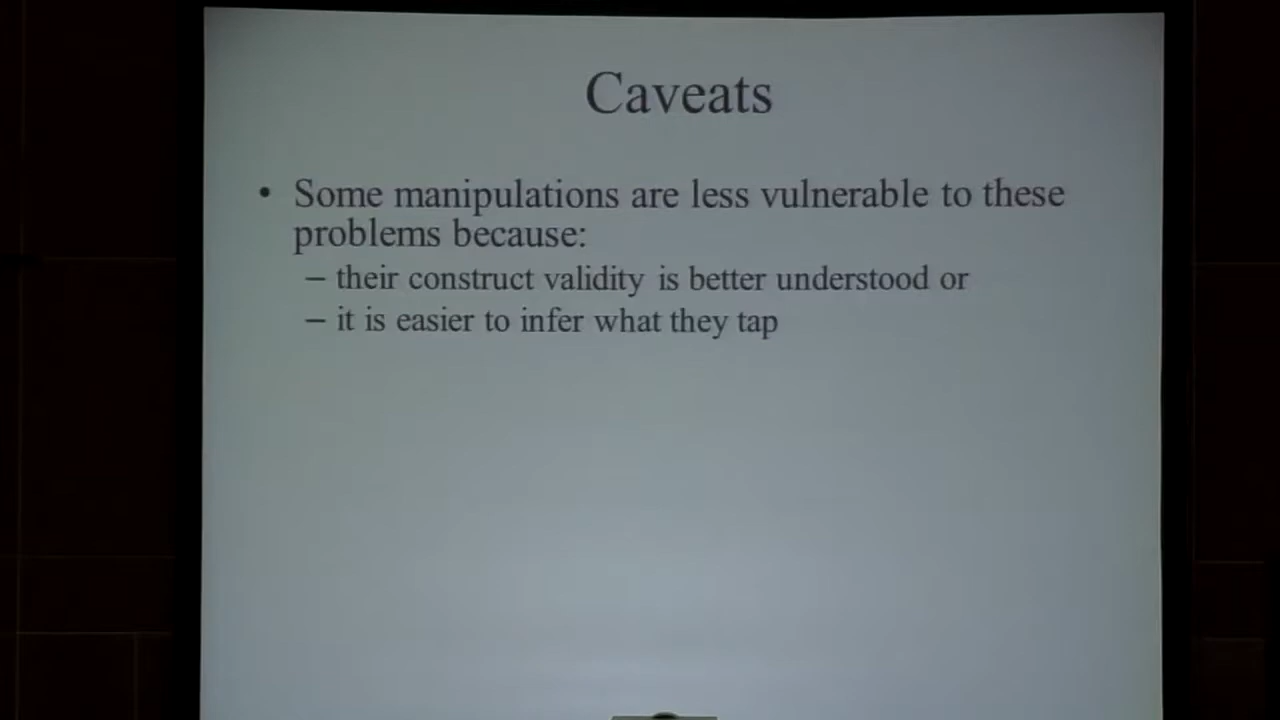 Caveats
• Some manipulations are less vulnerable to these
problems because:
– their construct validity is better understood or
– it is easier to infer what they tap